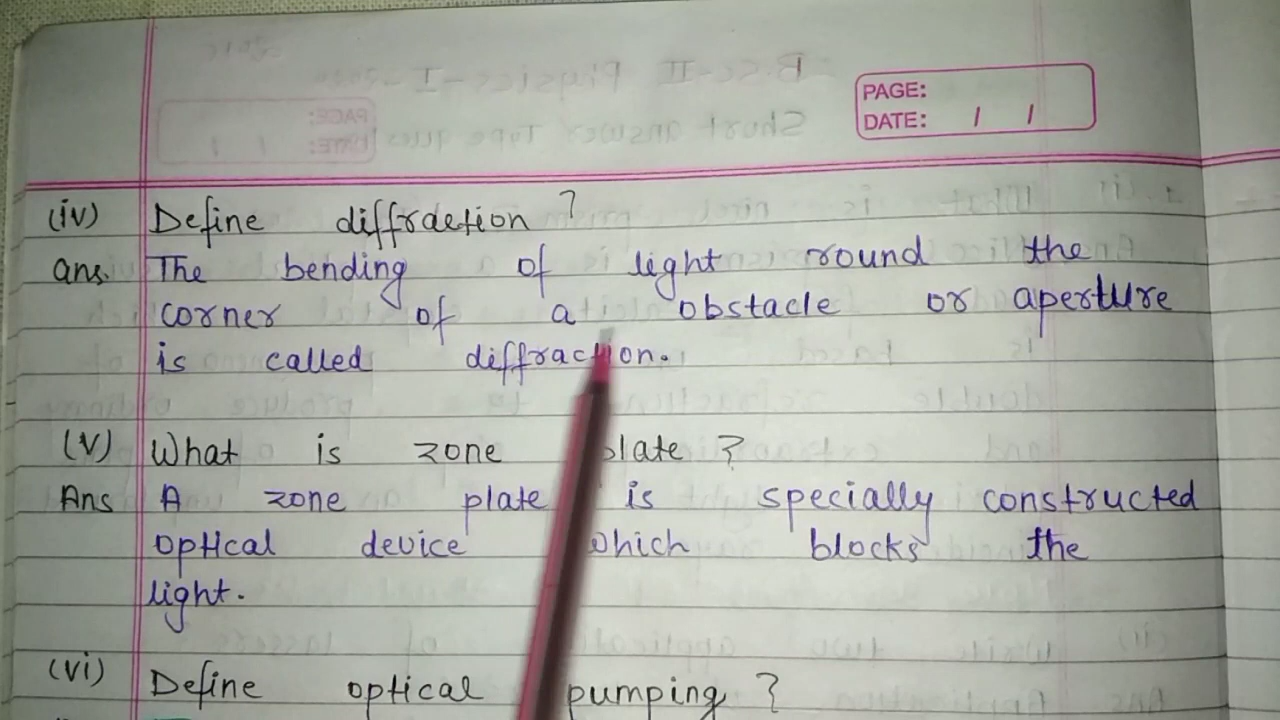 PAGE:
DATE: / /
(iv) Define diffraction ?
ans. The bending of light round the
corner of a obstacle or aperture
is called diffraction.
(v) What is zone plate ?
Ans A zone plate is specially constructed
optical device which blocks the
light.
(vi) Define optical pumping ?